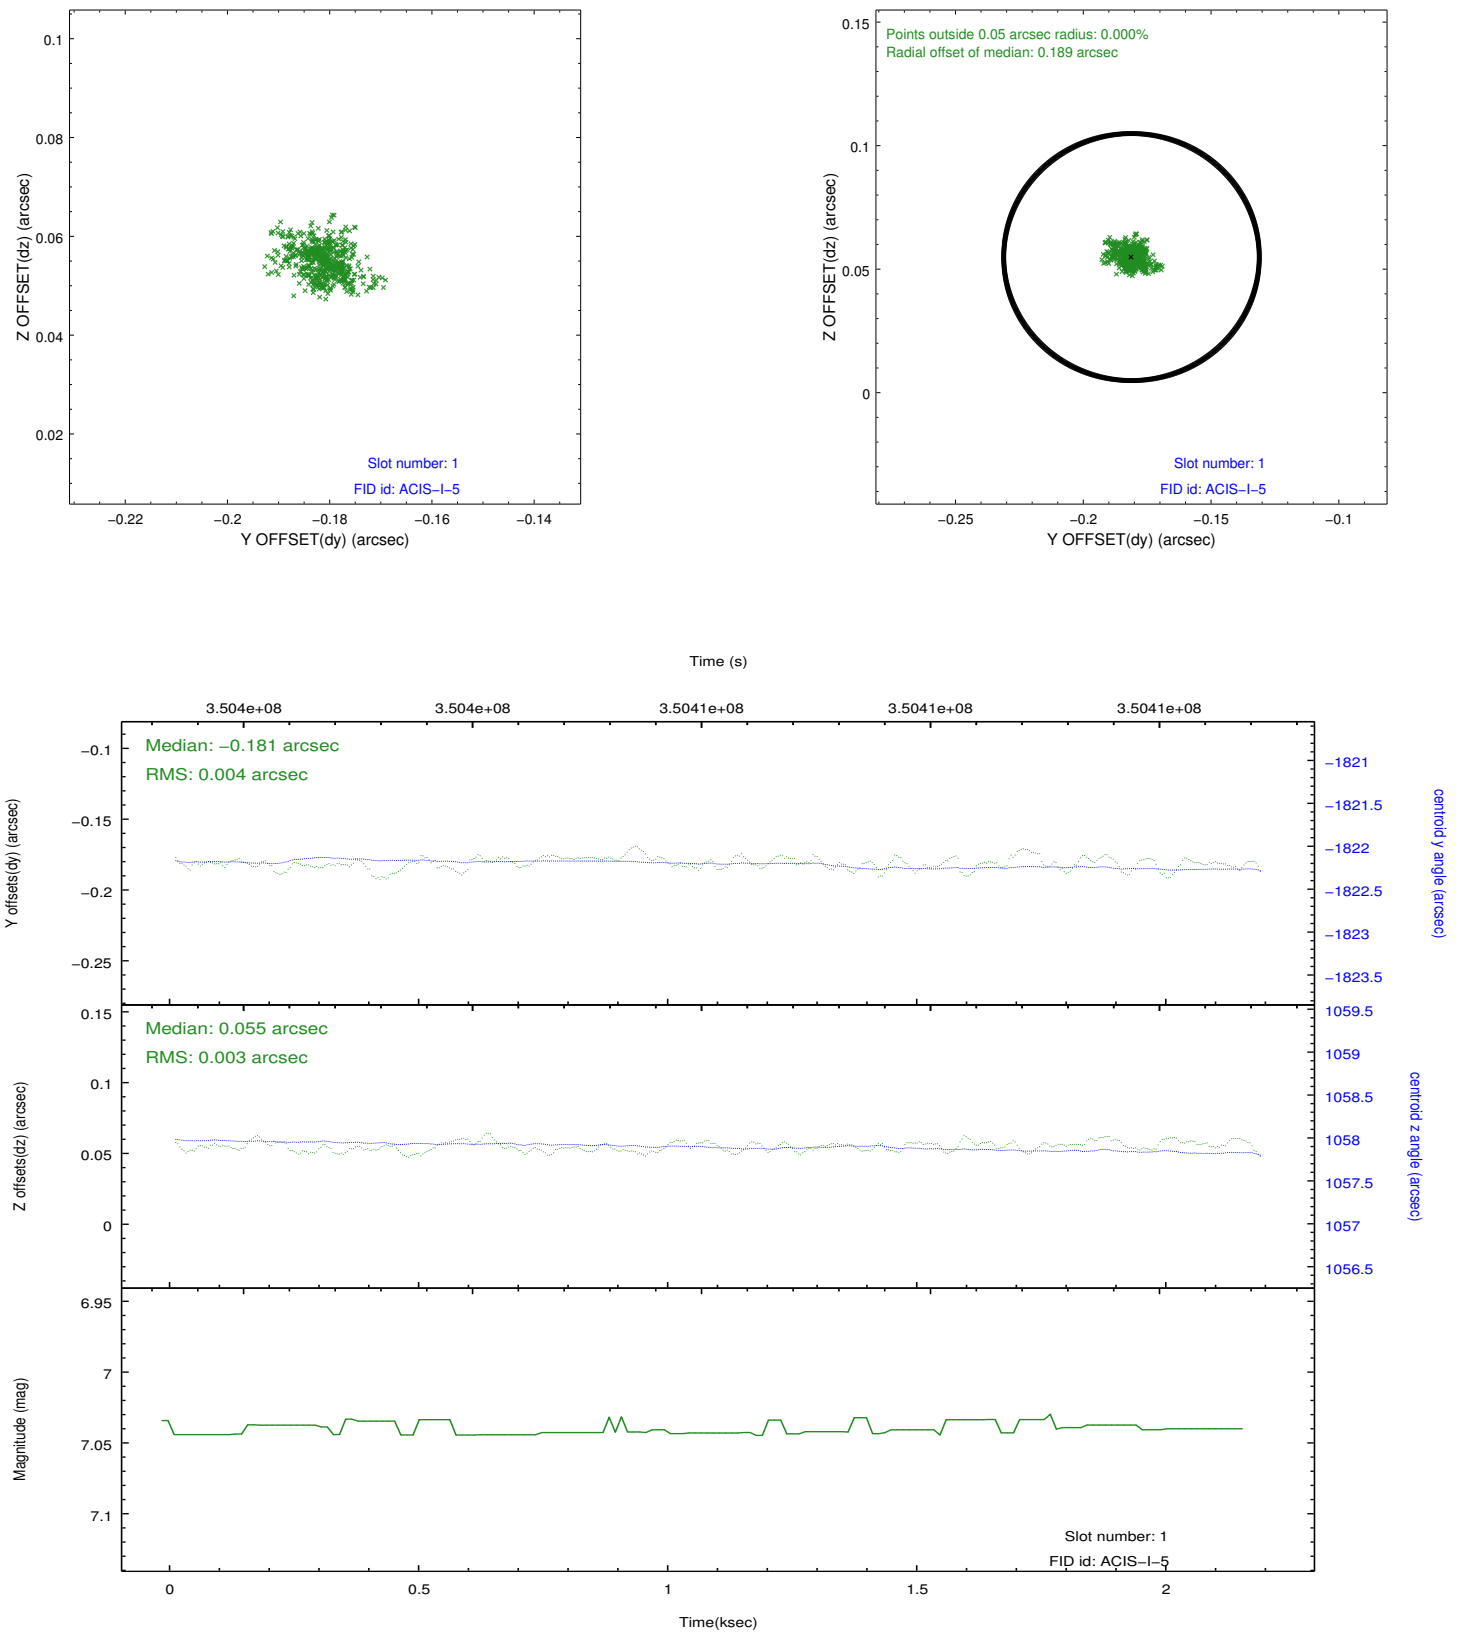 0.1
0.08
0.06
0.04
0.02
Z OFFSET(dz) (arcsec)
Slot number: 1
FID id: ACIS−I−5
−0.22 −0.2 −0.18 −0.16 −0.14
Y OFFSET(dy) (arcsec)
Points outside 0.05 arcsec radius: 0.000%
Radial offset of median: 0.189 arcsec
0.15
0.1
0.05
0
Z OFFSET(dz) (arcsec)
Slot number: 1
FID id: ACIS−I−5
−0.25 −0.2 −0.15 −0.1
Y OFFSET(dy) (arcsec)
Time (s)
3.504e+08 3.504e+08 3.5041e+08 3.5041e+08 3.5041e+08
Median: −0.181 arcsec
RMS: 0.004 arcsec
−0.1
−0.15
−0.2
−0.25
Y offsets(dy) (arcsec)
−1821
−1821.5
−1822
−1822.5
−1823
−1823.5
centroid y angle (arcsec)
Median: 0.055 arcsec
RMS: 0.003 arcsec
0.15
0.1
0.05
0
Z offsets(dz) (arcsec)
1059.5
1059
1058.5
1058
1057.5
1057
1056.5
centroid z angle (arcsec)
6.95
7
7.05
7.1
Magnitude (mag)
Slot number: 1
FID id: ACIS−I−5
0 0.5 1 1.5 2
Time(ksec)